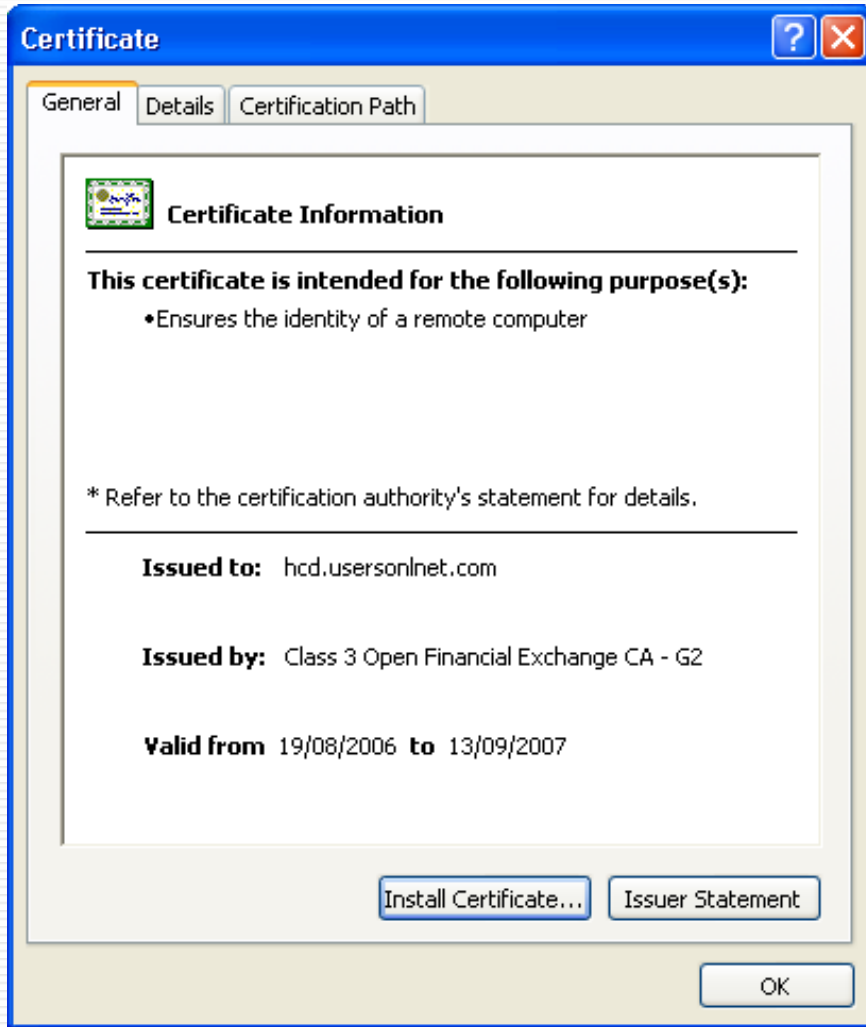 Certificate
General Details Certification Path
Certificate Information
This certificate is intended for the following purpose(s):
•Ensures the identity of a remote computer
* Refer to the certification authority's statement for details.
Issued to: hcd.usersonlnet.com
Issued by: Class 3 Open Financial Exchange CA - G2
Valid from 19/08/2006 to 13/09/2007
Install Certificate... Issuer Statement
OK